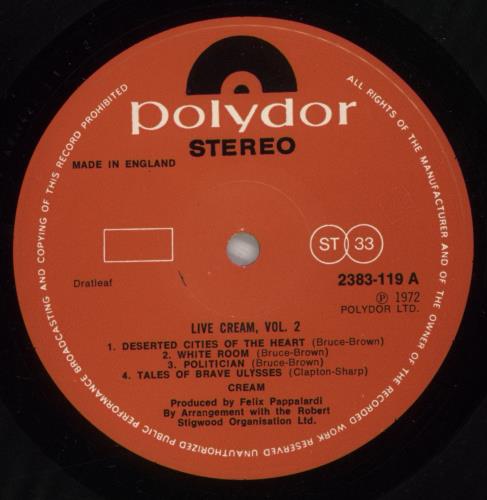 polydor
STEREO
MADE IN ENGLAND
ST 33
2383-119 A
Ⓟ 1972
POLYDOR LTD.
Dratleaf
LIVE CREAM, VOL. 2
1. DESERTED CITIES OF THE HEART (Bruce-Brown)
2. WHITE ROOM (Bruce-Brown)
3. POLITICIAN (Bruce-Brown)
4. TALES OF BRAVE ULYSSES (Clapton-Sharp)
CREAM
Produced by Felix Pappalardi
By Arrangement with the Robert
Stigwood Organisation Ltd.
ALL RIGHTS OF THE MANUFACTURER AND OF THE OWNER OF THE RECORDED WORK RESERVED UNAUTHORIZED PUBLIC PERFORMANCE BROADCASTING AND COPYING OF THIS RECORD PROHIBITED